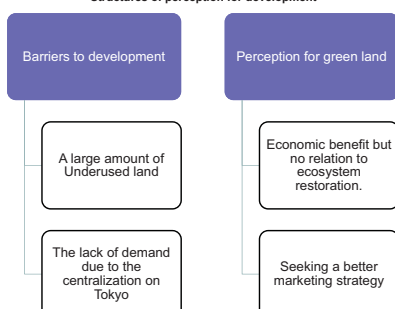 Structures of perception for development
Barriers to development
Perception for green land
A large amount of
Underused land
Economic benefit but
no relation to
ecosystem
restoration.
The lack of demand
due to the
centralization on
Tokyo
Seeking a better
marketing strategy